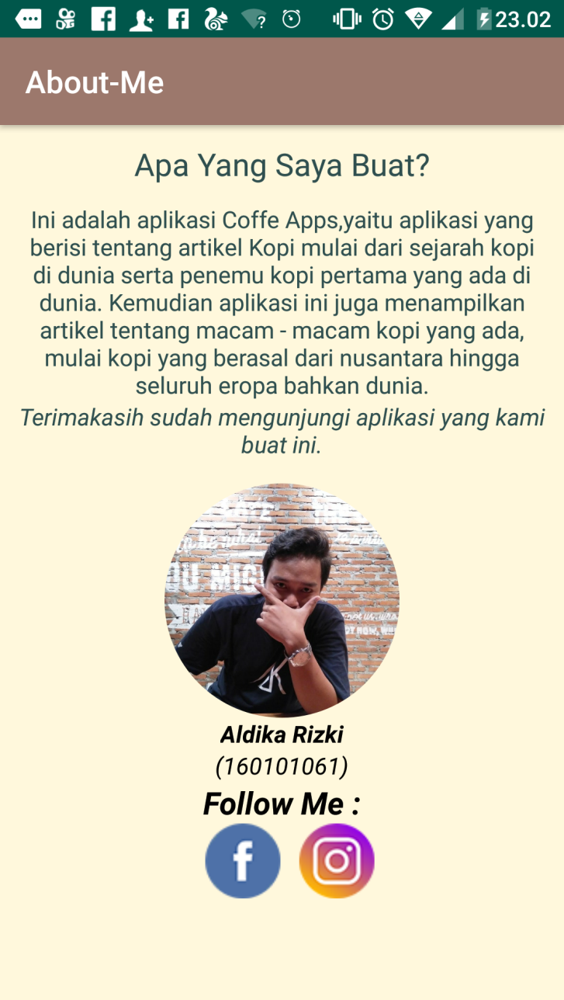 23.02
About-Me
Apa Yang Saya Buat?
Ini adalah aplikasi Coffe Apps,yaitu aplikasi yang
berisi tentang artikel Kopi mulai dari sejarah kopi
di dunia serta penemu kopi pertama yang ada di
dunia. Kemudian aplikasi ini juga menampilkan
artikel tentang macam - macam kopi yang ada,
mulai kopi yang berasal dari nusantara hingga
seluruh eropa bahkan dunia.
Terimakasih sudah mengunjungi aplikasi yang kami
buat ini.
Aldika Rizki
(160101061)
Follow Me :